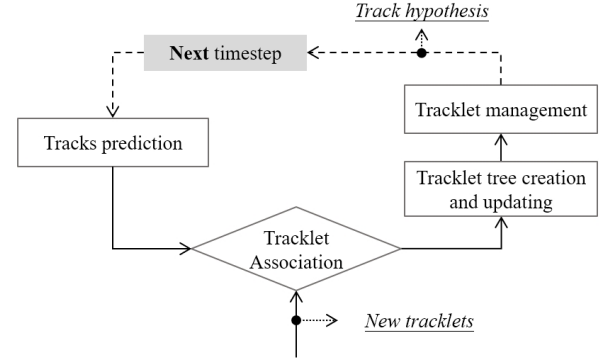 Track hypothesis
Next timestep
Tracklet management
Tracks prediction
Tracklet tree creation
and updating
Tracklet
Association
New tracklets